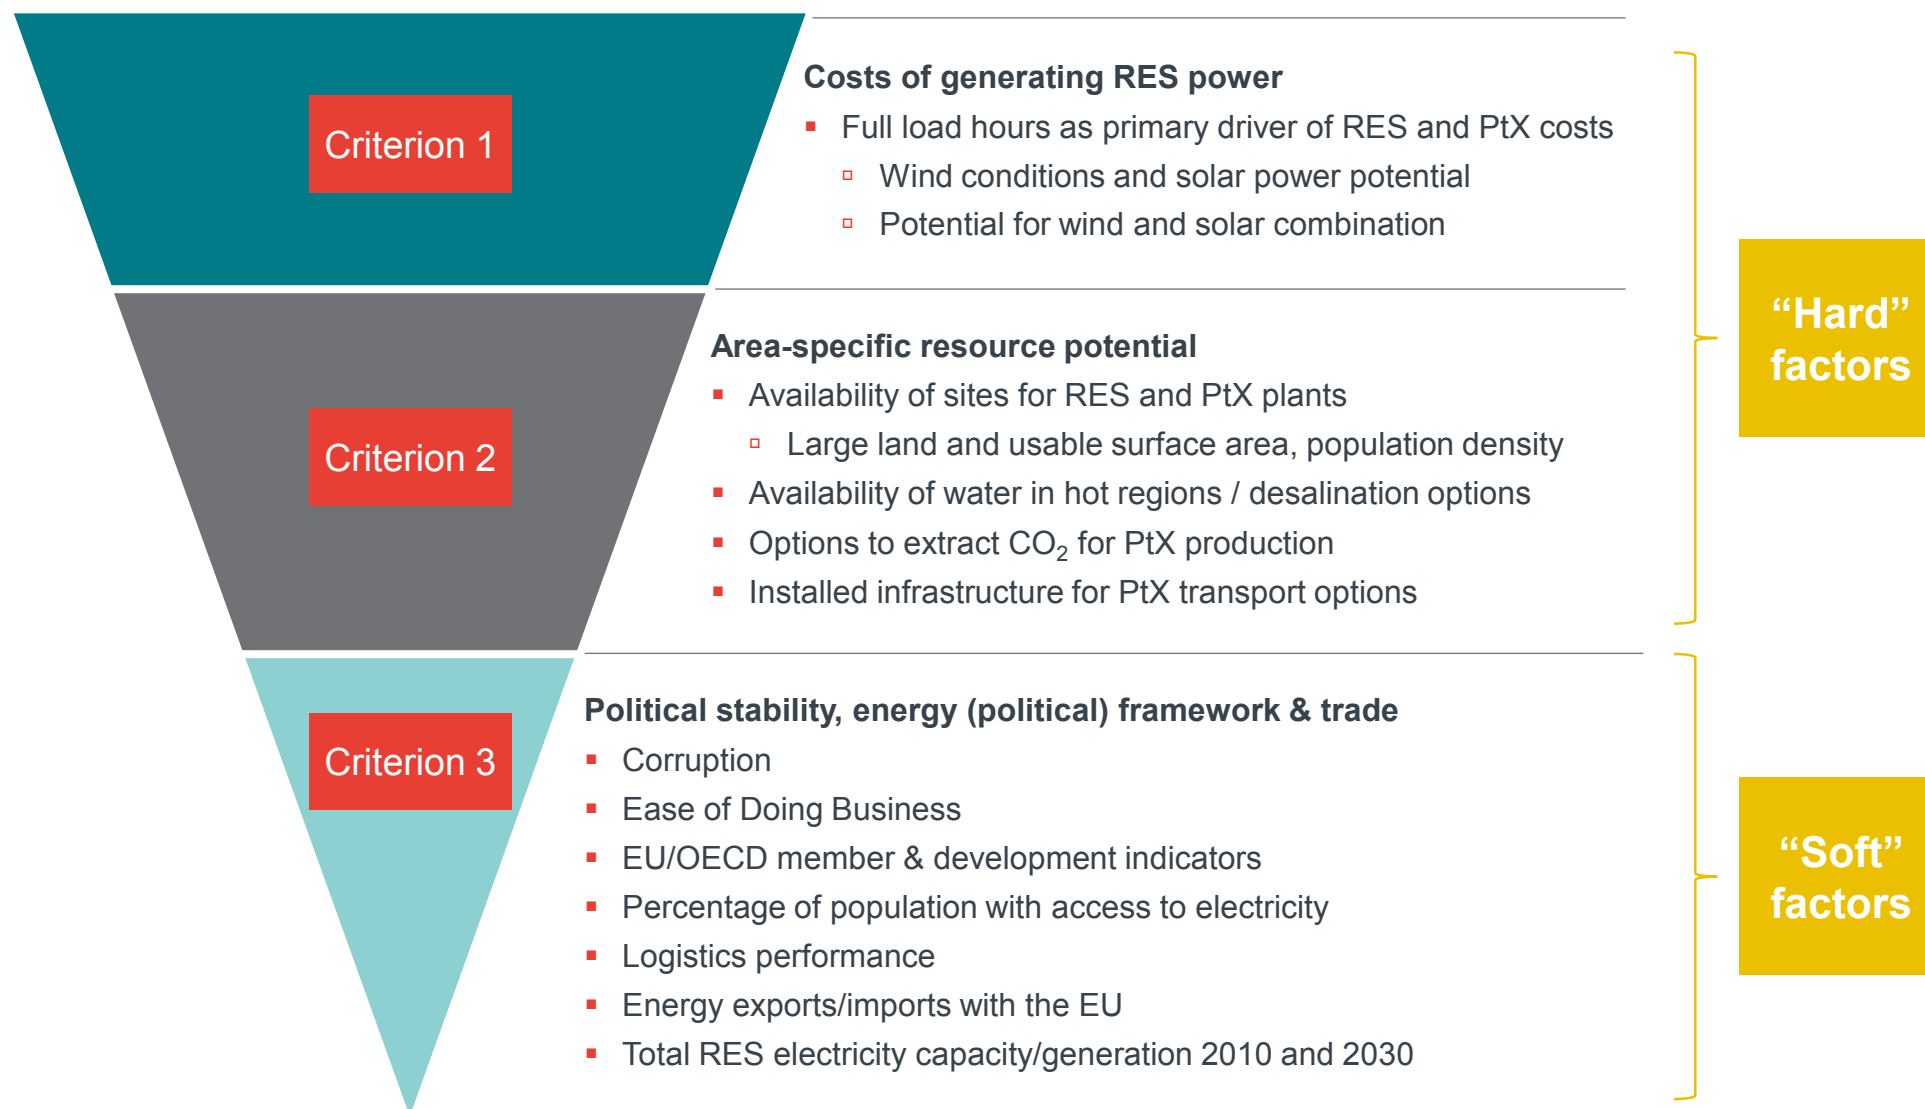 Criterion 1
Costs of generating RES power
▪ Full load hours as primary driver of RES and PtX costs
▫ Wind conditions and solar power potential
▫ Potential for wind and solar combination
Criterion 2
Area-specific resource potential
▪ Availability of sites for RES and PtX plants
▫ Large land and usable surface area, population density
▪ Availability of water in hot regions / desalination options
▪ Options to extract CO₂ for PtX production
▪ Installed infrastructure for PtX transport options
“Hard”
factors
Criterion 3
Political stability, energy (political) framework & trade
▪ Corruption
▪ Ease of Doing Business
▪ EU/OECD member & development indicators
▪ Percentage of population with access to electricity
▪ Logistics performance
▪ Energy exports/imports with the EU
▪ Total RES electricity capacity/generation 2010 and 2030
“Soft”
factors